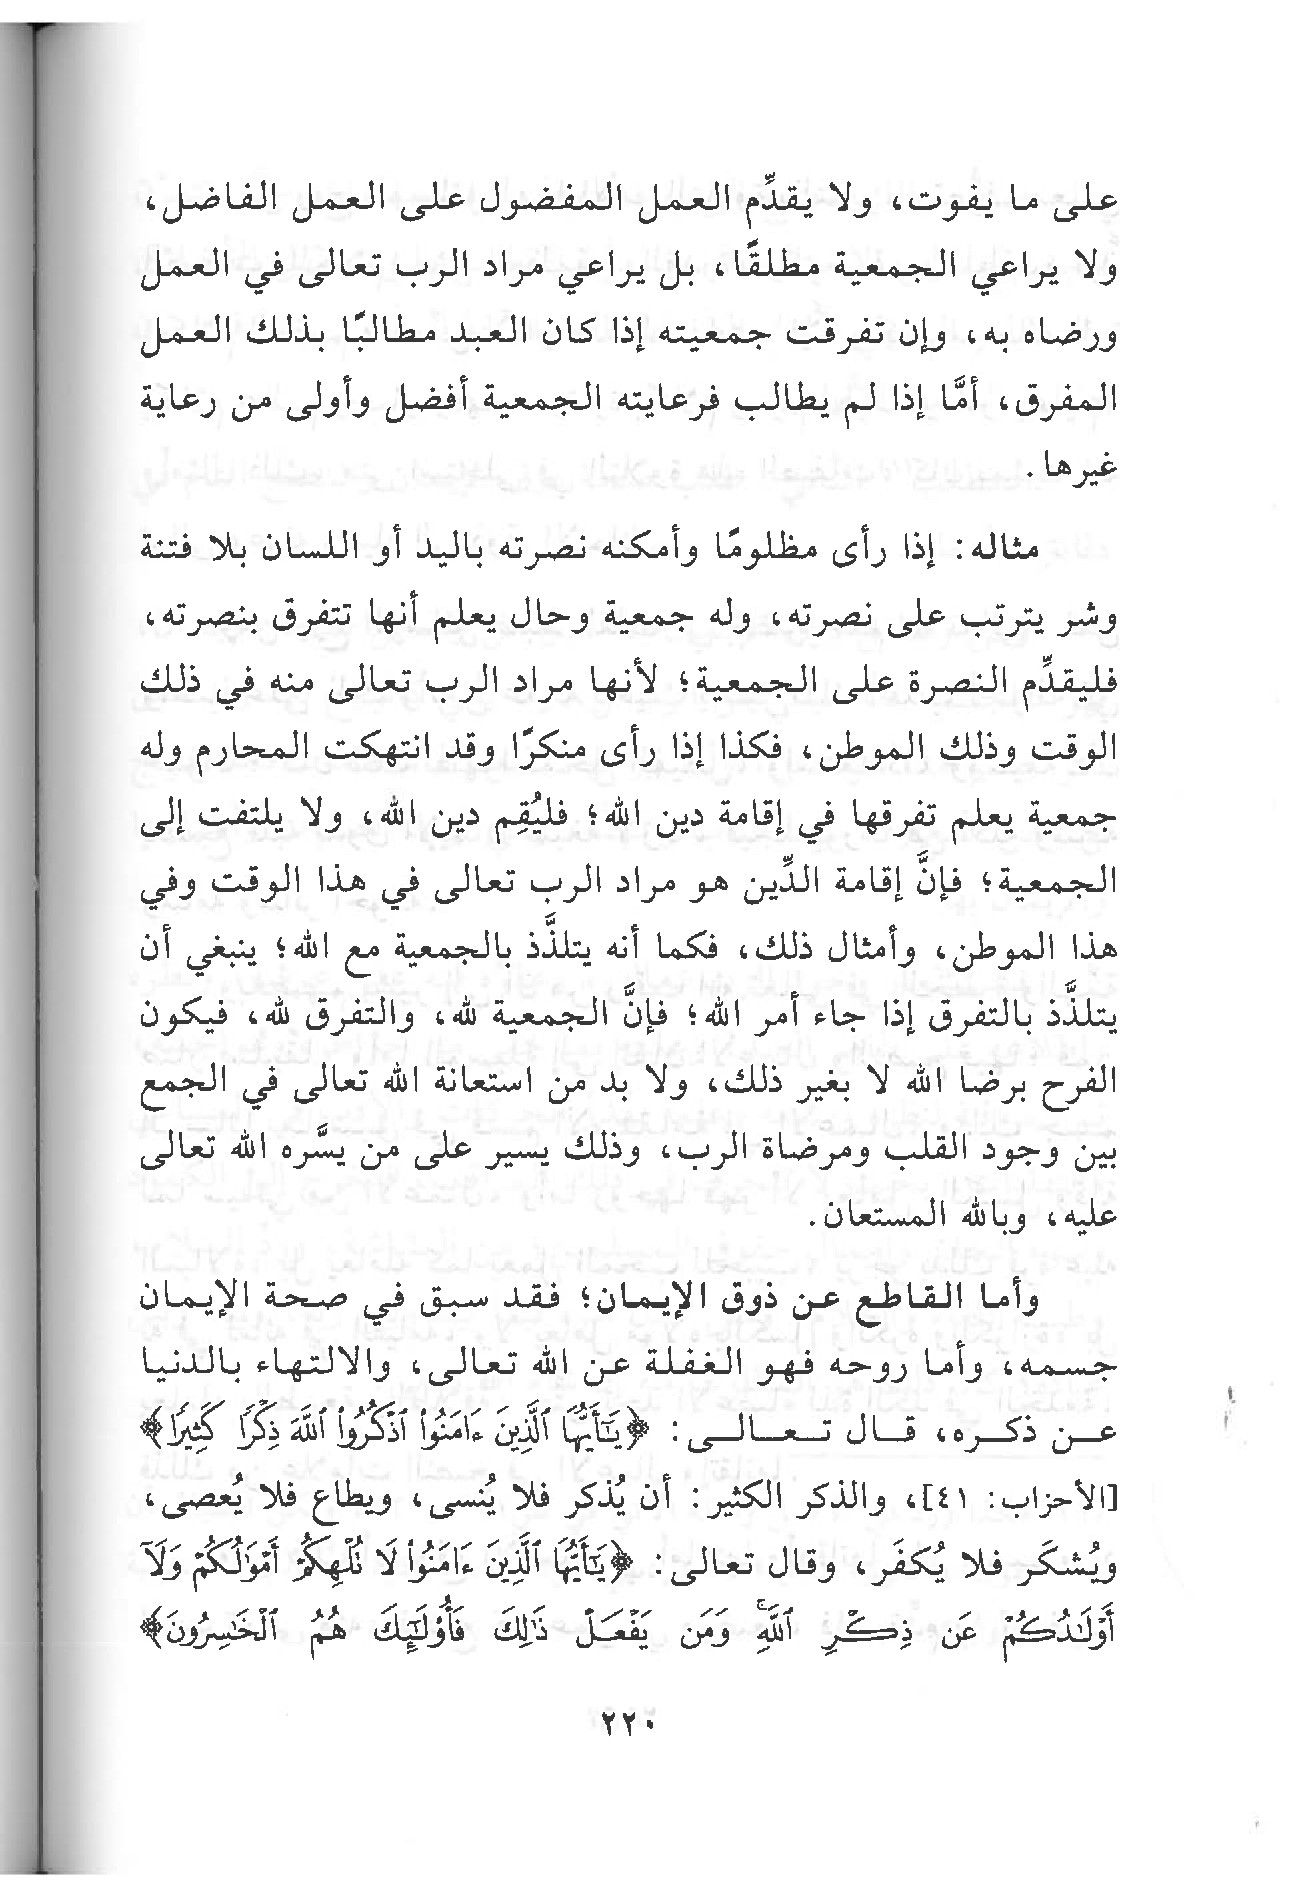 على ما يفوت، ولا يقدِّم العمل المفضول على العمل الفاضل،
ولا يراعي الجمعية مطلقًا، بل يراعي مراد الرب تعالى في العمل
ورضاه به، وإن تفرقت جمعيته إذا كان العبد مطالبًا بذلك العمل
المفرق، أمَّا إذا لم يطالب فرعايته الجمعية أفضل وأولى من رعاية
غيرها.
مثاله: إذا رأى مظلومًا وأمكنه نصرته باليد أو اللسان بلا فتنة
وشر يترتب على نصرته، وله جمعية وحال يعلم أنها تتفرق بنصرته،
فليقدِّم النصرة على الجمعية؛ لأنها مراد الرب تعالى منه في ذلك
الوقت وذلك الموطن، فكذا إذا رأى منكرًا وقد انتهكت المحارم وله
جمعية يعلم تفرقها في إقامة دين الله؛ فليُقِم دين الله، ولا يلتفت إلى
الجمعية؛ فإنَّ إقامة الدِّين هو مراد الرب تعالى في هذا الوقت وفي
هذا الموطن، وأمثال ذلك، فكما أنه يتلذَّذ بالجمعية مع الله؛ ينبغي أن
يتلذَّذ بالتفرق إذا جاء أمر الله؛ فإنَّ الجمعية لله، والتفرق لله، فيكون
الفرح برضا الله لا بغير ذلك، ولا بد من استعانة الله تعالى في الجمع
بين وجود القلب ومرضاة الرب، وذلك يسير على من يسَّره الله تعالى
عليه، وبالله المستعان.
وأما القاطع عن ذوق الإيمان؛ فقد سبق في صحة الإيمان
جسمه، وأما روحه فهو الغفلة عن الله تعالى، والالتهاء بالدنيا
عن ذكره، قال تعالى: ﴿يَٰٓأَيُّهَا ٱلَّذِينَ ءَامَنُوا۟ ٱذْكُرُوا۟ ٱللَّهَ ذِكْرًا كَثِيرًا﴾
[الأحزاب: ٤١]، والذكر الكثير: أن يُذكر فلا يُنسى، ويطاع فلا يُعصى،
ويُشكَر فلا يُكفَر، وقال تعالى: ﴿يَٰٓأَيُّهَا ٱلَّذِينَ ءَامَنُوا۟ لَا تُلْهِكُمْ أَمْوَٰلُكُمْ وَلَآ
أَوْلَٰدُكُمْ عَن ذِكْرِ ٱللَّهِ ۚ وَمَن يَفْعَلْ ذَٰلِكَ فَأُو۟لَٰٓئِكَ هُمُ ٱلْخَٰسِرُونَ﴾
٢٢٠